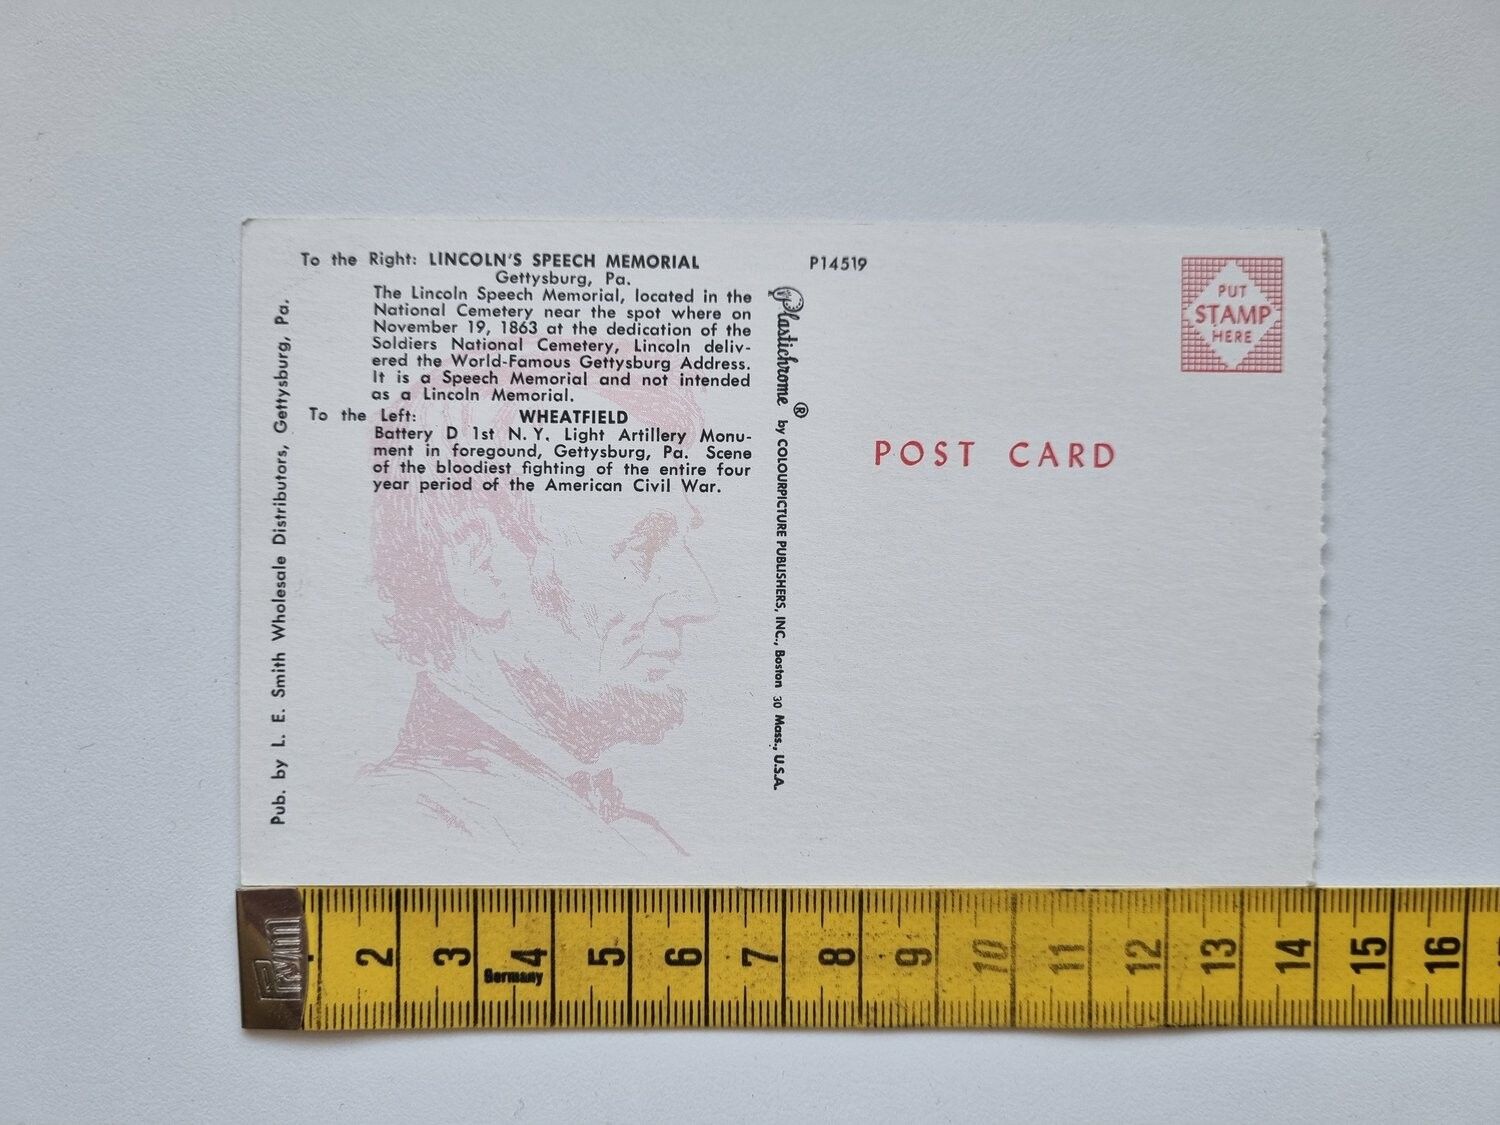 To the Right: LINCOLN'S SPEECH MEMORIAL
Gettysburg, Pa.
The Lincoln Speech Memorial, located in the
National Cemetery near the spot where on
November 19, 1863 at the dedication of the
Soldiers National Cemetery, Lincoln deliv-
ered the World-Famous Gettysburg Address.
It is a Speech Memorial and not intended
as a Lincoln Memorial.
To the Left: WHEATFIELD
Battery D 1st N. Y. Light Artillery Monu-
ment in foregound, Gettysburg, Pa. Scene
of the bloodiest fighting of the entire four
year period of the American Civil War.
Pub. by L. E. Smith Wholesale Distributors, Gettysburg, Pa.
P14519
Plastichrome ® by COLOURPICTURE PUBLISHERS, INC., Boston 30 Mass., U.S.A.
PUT
STAMP
HERE
POST CARD
2 3 4 5 6 7 8 9 10 11 12 13 14 15 16
Germany